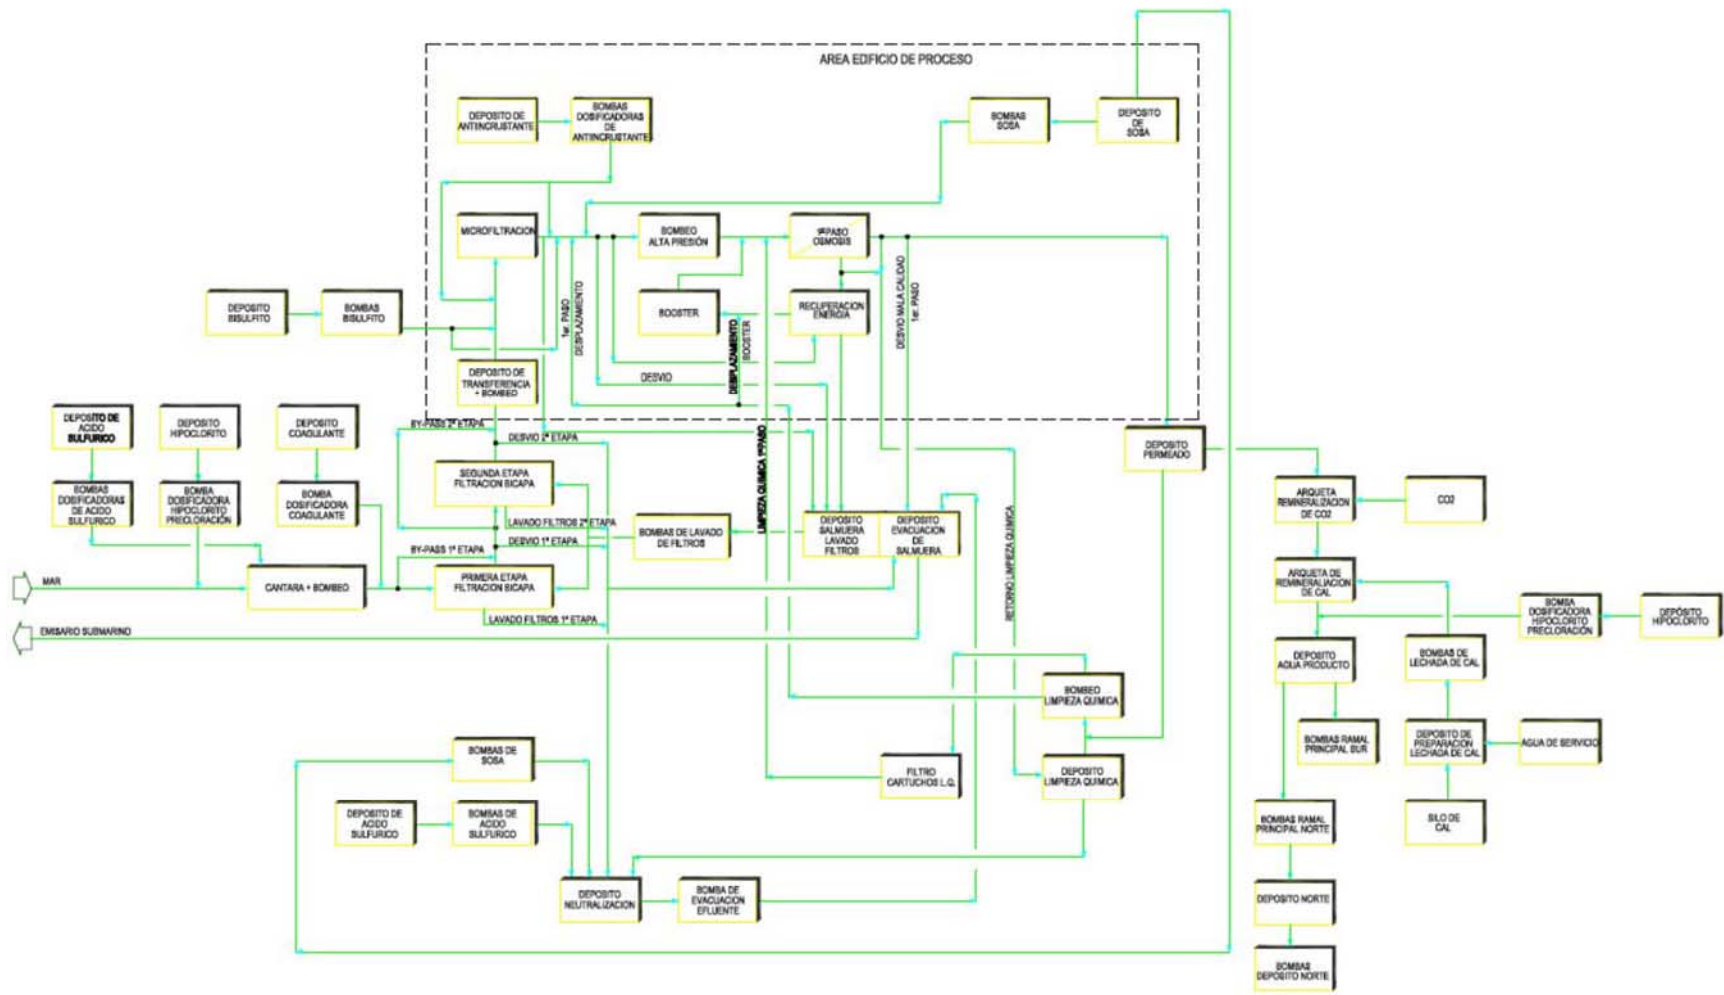 AREA EDIFICIO DE PROCESO
DEPOSITO DE
ANTIINCRUSTANTE
BOMBAS
DOSIFICADORAS
DE
ANTIINCRUSTANTE
BOMBAS
SOSA
DEPOSITO
DE
SOSA
MICROFILTRACION
BOMBEO
ALTA PRESIÓN
1ºPASO
OSMOSIS
DEPOSITO
BISULFITO
BOMBAS
BISULFITO
BOOSTER
RECUPERACION
ENERGIA
1er. PASO
DESPLAZAMIENTO
DESPLAZAMIENTO
BOOSTER
DESVIO MALA CALIDAD
1er. PASO
DEPOSITO DE
TRANSFERENCIA
+ BOMBEO
DESVIO
DEPOSITO DE
ACIDO
SULFURICO
DEPOSITO
HIPOCLORITO
DEPOSITO
COAGULANTE
BY-PASS 2ª ETAPA
DESVIO 2ª ETAPA
DEPOSITO
PERMEADO
SEGUNDA ETAPA
FILTRACION BICAPA
LIMPIEZA QUIMICA 1ºPASO
BOMBAS
DOSIFICADORAS
DE ACIDO
SULFURICO
BOMBA
DOSIFICADORA
HIPOCLORITO
PRECLORACIÓN
BOMBA
DOSIFICADORA
COAGULANTE
ARQUETA
REMINERALIZACION
DE CO2
CO2
LAVADO FILTROS 2ª ETAPA
BOMBAS DE LAVADO
DE FILTROS
DEPOSITO
SALMUERA
LAVADO
FILTROS
DEPOSITO
EVACUACION
DE
SALMUERA
DESVIO 1ª ETAPA
BY-PASS 1ª ETAPA
RETORNO LIMPIEZA QUIMICA
MAR
CANTARA + BOMBEO
PRIMERA ETAPA
FILTRACION BICAPA
ARQUETA DE
REMINERALIACION
DE CAL
LAVADO FILTROS 1ª ETAPA
BOMBA
DOSIFICADORA
HIPOCLORITO
PRECLORACIÓN
DEPÓSITO
HIPOCLORITO
EMISARIO SUBMARINO
DEPOSITO
AGUA PRODUCTO
BOMBAS DE
LECHADA DE CAL
BOMBEO
LIMPIEZA QUIMICA
BOMBAS RAMAL
PRINCIPAL SUR
DEPOSITO DE
PREPARACION
LECHADA DE CAL
AGUA DE SERVICIO
BOMBAS DE
SOSA
FILTRO
CARTUCHOS L.Q.
DEPOSITO
LIMPIEZA QUIMICA
DEPOSITO DE
ACIDO
SULFURICO
BOMBAS DE
ACIDO
SULFURICO
BOMBAS RAMAL
PRINCIPAL NORTE
SILO DE
CAL
DEPOSITO
NEUTRALIZACION
BOMBA DE
EVACUACION
EFLUENTE
DEPOSITO NORTE
BOMBAS
DEPOSITO NORTE